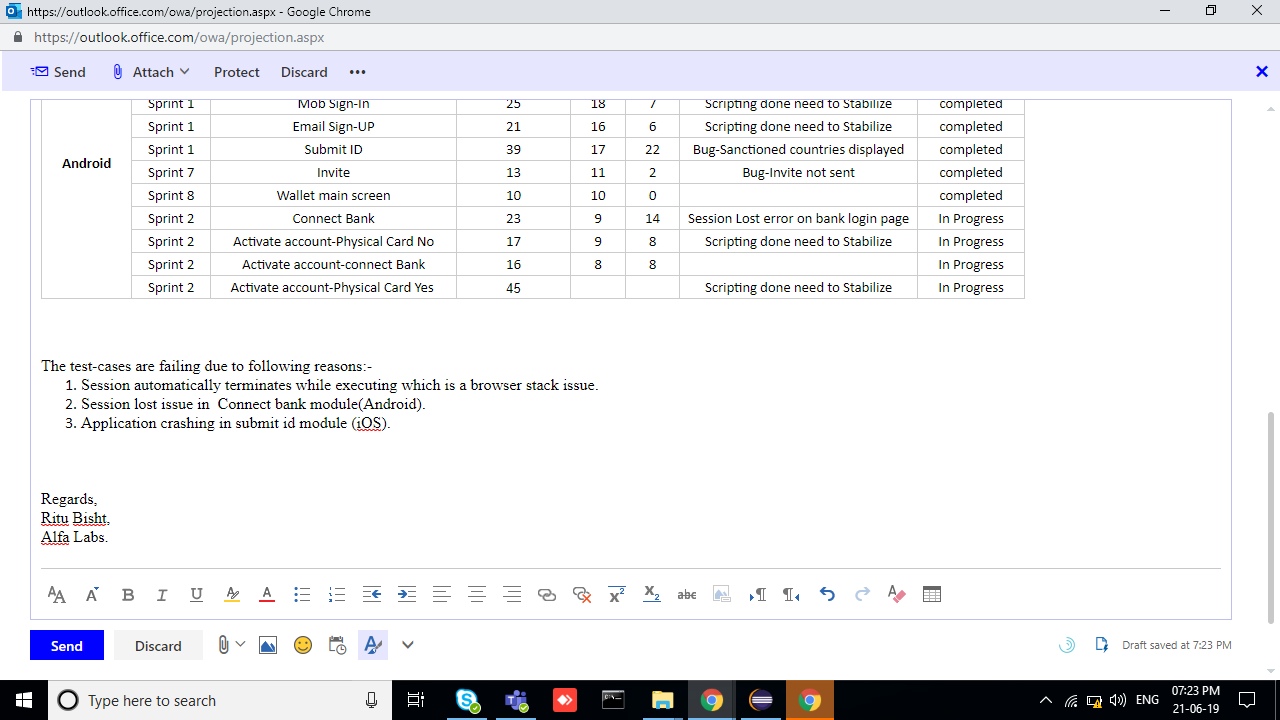 https://outlook.office.com/owa/projection.aspx - Google Chrome
https://outlook.office.com/owa/projection.aspx
Send Attach Protect Discard
Sprint 1 Mob Sign-In 25 18 7 Scripting done need to Stabilize completed
Sprint 1 Email Sign-UP 21 16 6 Scripting done need to Stabilize completed
Sprint 1 Submit ID 39 17 22 Bug-Sanctioned countries displayed completed
Android
Sprint 7 Invite 13 11 2 Bug-Invite not sent completed
Sprint 8 Wallet main screen 10 10 0 completed
Sprint 2 Connect Bank 23 9 14 Session Lost error on bank login page In Progress
Sprint 2 Activate account-Physical Card No 17 9 8 Scripting done need to Stabilize In Progress
Sprint 2 Activate account-connect Bank 16 8 8 In Progress
Sprint 2 Activate account-Physical Card Yes 45 Scripting done need to Stabilize In Progress
The test-cases are failing due to following reasons:-
1. Session automatically terminates while executing which is a browser stack issue.
2. Session lost issue in  Connect bank module(Android).
3. Application crashing in submit id module (iOS).
Regards,
Ritu Bisht,
Alfa Labs.
Send Discard Draft saved at 7:23 PM
Type here to search
ENG
07:23 PM
21-06-19